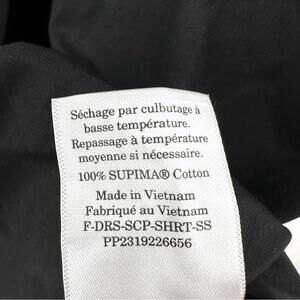 Séchage par culbutage à
basse température.
Repassage à température
moyenne si nécessaire.
100% SUPIMA® Cotton
Made in Vietnam
Fabriqué au Vietnam
F-DRS-SCP-SHRT-SS
PP2319226656